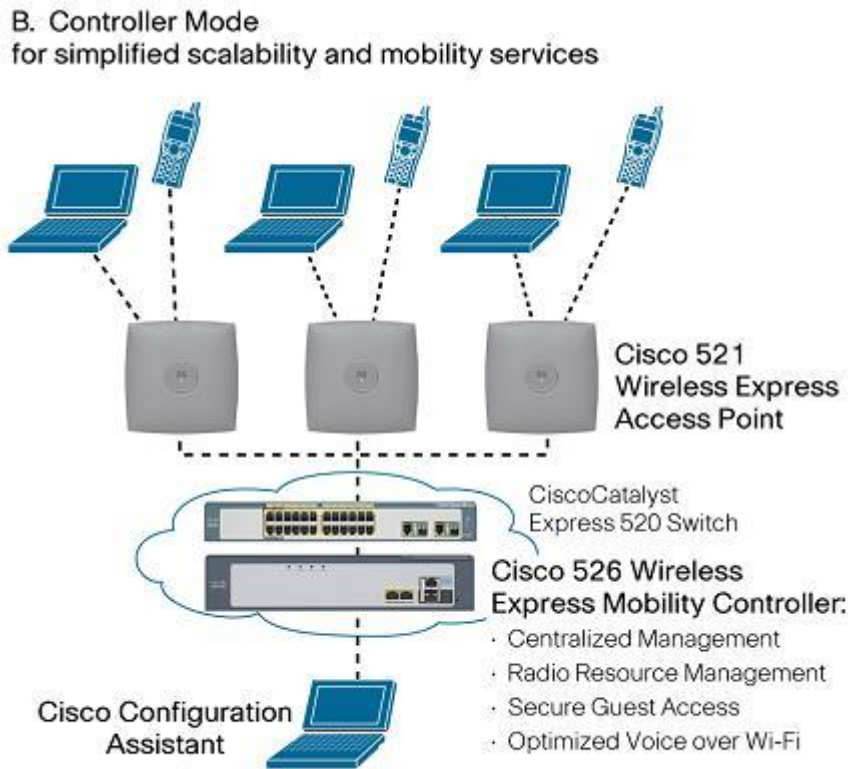 B. Controller Mode
for simplified scalability and mobility services
Cisco 521
Wireless Express
Access Point
CiscoCatalyst
Express 520 Switch
Cisco 526 Wireless
Express Mobility Controller:
· Centralized Management
· Radio Resource Management
· Secure Guest Access
· Optimized Voice over Wi-Fi
Cisco Configuration
Assistant